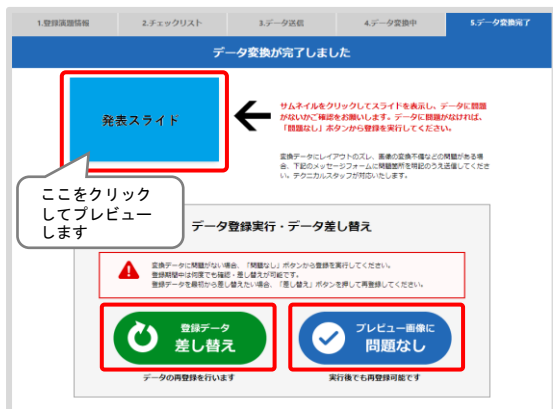 1.登録演題情報
2.チェックリスト
3.データ送信
4.データ変換中
5.データ変換完了
データ変換が完了しました
発表スライド
サムネイルをクリックしてスライドを表示し、データに問題
がないかご確認をお願いします。データに問題がなければ、
「問題なし」ボタンから登録を実行してください。
変換データにレイアウトのズレ、画像の変換不備などの問題がある場
合、下記のメッセージフォームに問題箇所を明記のうえ送信してくださ
い。テクニカルスタッフが対応いたします。
ここをクリック
してプレビュー
します
データ登録実行・データ差し替え
変換データに問題がない場合、「問題なし」ボタンから登録を実行してください。
登録期間中は何度でも確認・差し替えが可能です。
登録データを最初から差し替えたい場合、「差し替え」ボタンを押して再登録してください。
登録データ
差し替え
プレビュー画像に
問題なし
データの再登録を行います
実行後でも再登録可能です